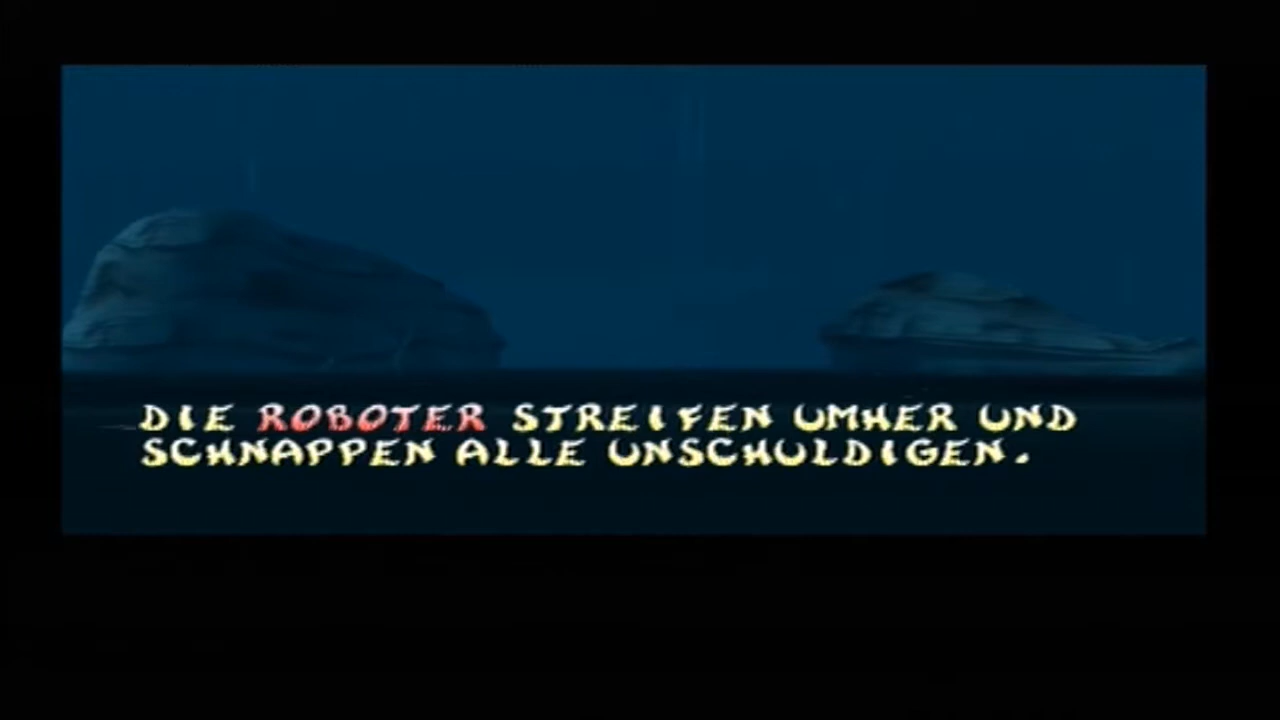 DIE ROBOTER STREIFEN UMHER UND
SCHNAPPEN ALLE UNSCHULDIGEN.